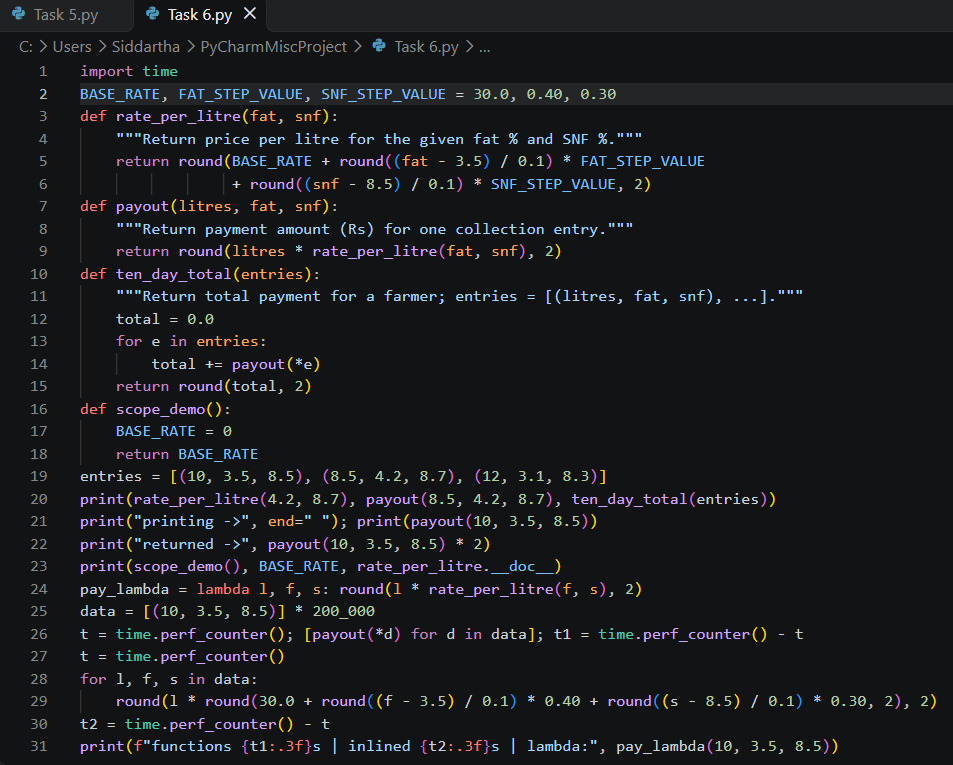 Task 5.py Task 6.py ×
C: > Users > Siddartha > PyCharmMiscProject > Task 6.py > ...
1 import time
2 BASE_RATE, FAT_STEP_VALUE, SNF_STEP_VALUE = 30.0, 0.40, 0.30
3 def rate_per_litre(fat, snf):
4     """Return price per litre for the given fat % and SNF %."""
5     return round(BASE_RATE + round((fat - 3.5) / 0.1) * FAT_STEP_VALUE
6                  + round((snf - 8.5) / 0.1) * SNF_STEP_VALUE, 2)
7 def payout(litres, fat, snf):
8     """Return payment amount (Rs) for one collection entry."""
9     return round(litres * rate_per_litre(fat, snf), 2)
10 def ten_day_total(entries):
11     """Return total payment for a farmer; entries = [(litres, fat, snf), ...]."""
12     total = 0.0
13     for e in entries:
14         total += payout(*e)
15     return round(total, 2)
16 def scope_demo():
17     BASE_RATE = 0
18     return BASE_RATE
19 entries = [(10, 3.5, 8.5), (8.5, 4.2, 8.7), (12, 3.1, 8.3)]
20 print(rate_per_litre(4.2, 8.7), payout(8.5, 4.2, 8.7), ten_day_total(entries))
21 print("printing ->", end=" "); print(payout(10, 3.5, 8.5))
22 print("returned ->", payout(10, 3.5, 8.5) * 2)
23 print(scope_demo(), BASE_RATE, rate_per_litre.__doc__)
24 pay_lambda = lambda l, f, s: round(l * rate_per_litre(f, s), 2)
25 data = [(10, 3.5, 8.5)] * 200_000
26 t = time.perf_counter(); [payout(*d) for d in data]; t1 = time.perf_counter() - t
27 t = time.perf_counter()
28 for l, f, s in data:
29     round(l * round(30.0 + round((f - 3.5) / 0.1) * 0.40 + round((s - 8.5) / 0.1) * 0.30, 2), 2)
30 t2 = time.perf_counter() - t
31 print(f"functions {t1:.3f}s | inlined {t2:.3f}s | lambda:", pay_lambda(10, 3.5, 8.5))